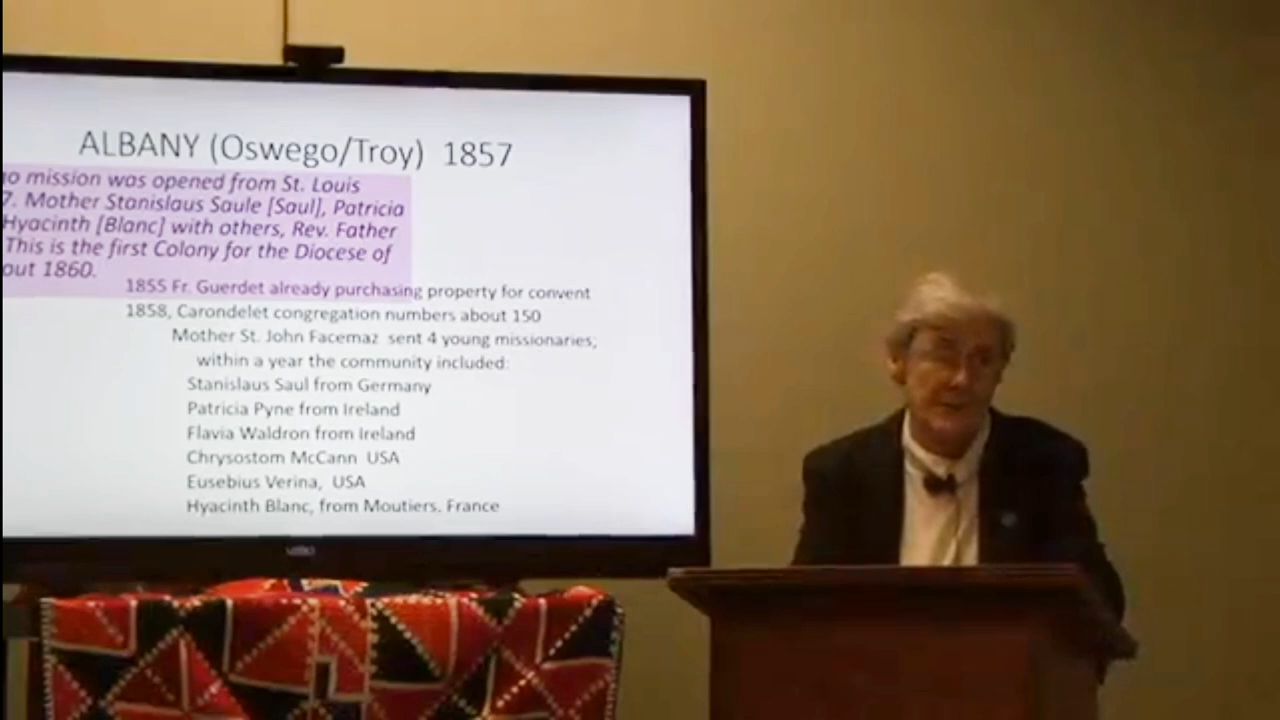 ALBANY (Oswego/Troy) 1857
o mission was opened from St. Louis
7. Mother Stanislaus Saule [Saul], Patricia
Hyacinth [Blanc] with others, Rev. Father
This is the first Colony for the Diocese of
out 1860.
1855 Fr. Guerdet already purchasing property for convent
1858, Carondelet congregation numbers about 150
Mother St. John Facemaz sent 4 young missionaries;
within a year the community included:
Stanislaus Saul from Germany
Patricia Pyne from Ireland
Flavia Waldron from Ireland
Chrysostom McCann USA
Eusebius Verina, USA
Hyacinth Blanc, from Moutiers. France